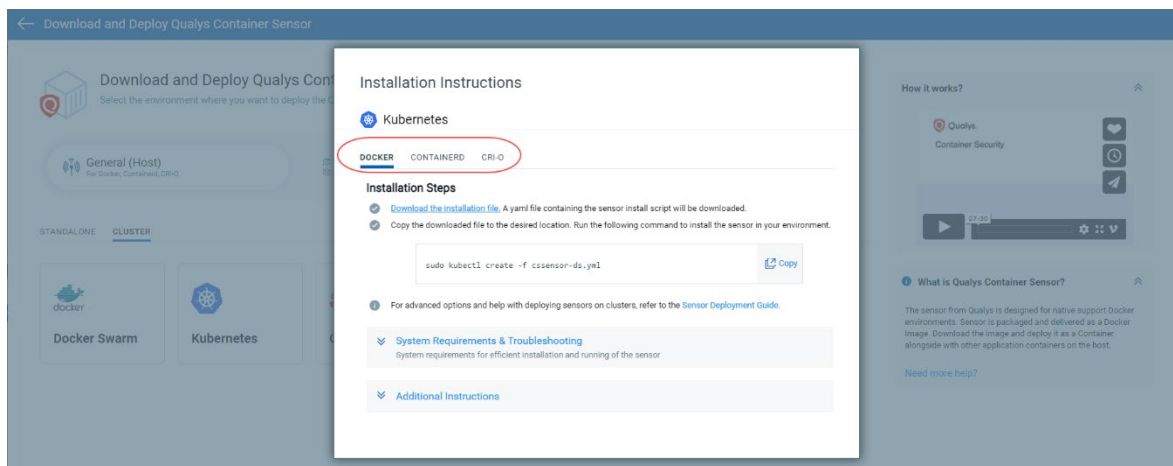 Download and Deploy Qualys Container Sensor
Download and Deploy Qualys Con
Select the environment where you want to deploy the C
General (Host)
For Docker, Containerd, CRI-O
STANDALONE CLUSTER
docker
Docker Swarm
Kubernetes
Installation Instructions
Kubernetes
DOCKER CONTAINERD CRI-O
Installation Steps
Download the installation file. A yaml file containing the sensor install script will be downloaded.
Copy the downloaded file to the desired location. Run the following command to install the sensor in your environment.
sudo kubectl create -f cssensor-ds.yml
Copy
For advanced options and help with deploying sensors on clusters, refer to the Sensor Deployment Guide.
System Requirements & Troubleshooting
System requirements for efficient installation and running of the sensor
Additional Instructions
How it works?
Qualys.
Container Security
What is Qualys Container Sensor?
The sensor from Qualys is designed for native support Docker
environments. Sensor is packaged and delivered as a Docker
Image. Download the image and deploy it as a Container
alongside with other application containers on the host.
Need more help?